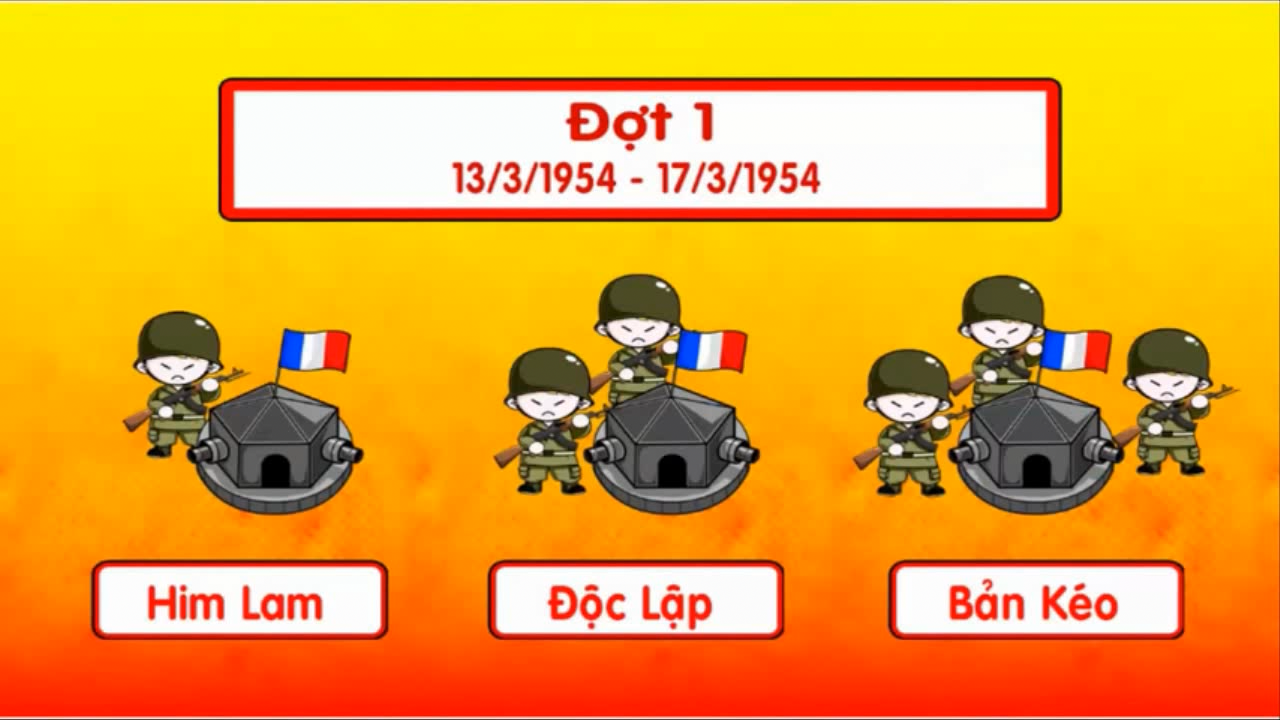 Đợt 1
13/3/1954 - 17/3/1954
Him Lam
Độc Lập
Bản Kéo